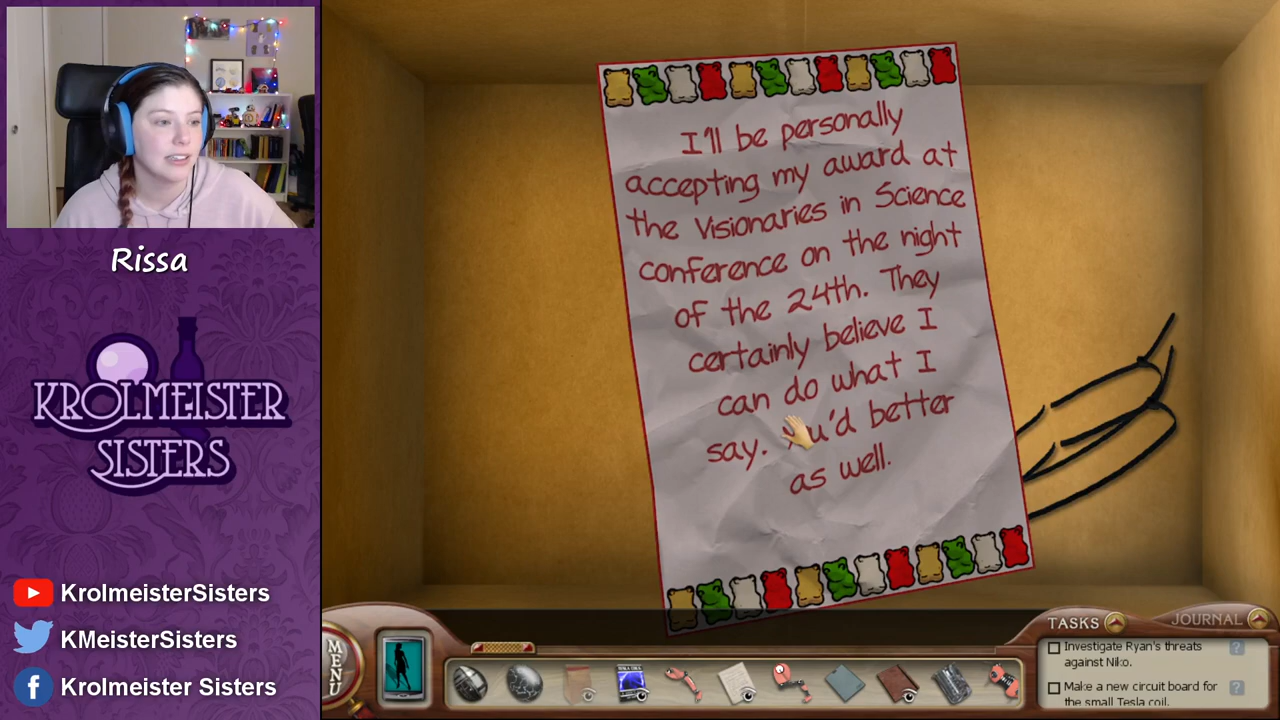 Rissa
KROLMEISTER
SISTERS
KrolmeisterSisters
KMeisterSisters
Krolmeister Sisters
I'll be personally
accepting my award at
the Visionaries in Science
conference on the night
of the 24th. They
certainly believe I
can do what I
say. You'd better
as well.
MENU
TASKS
JOURNAL
Investigate Ryan's threats
against Niko.
?
Make a new circuit board for
the small Tesla coil.
?